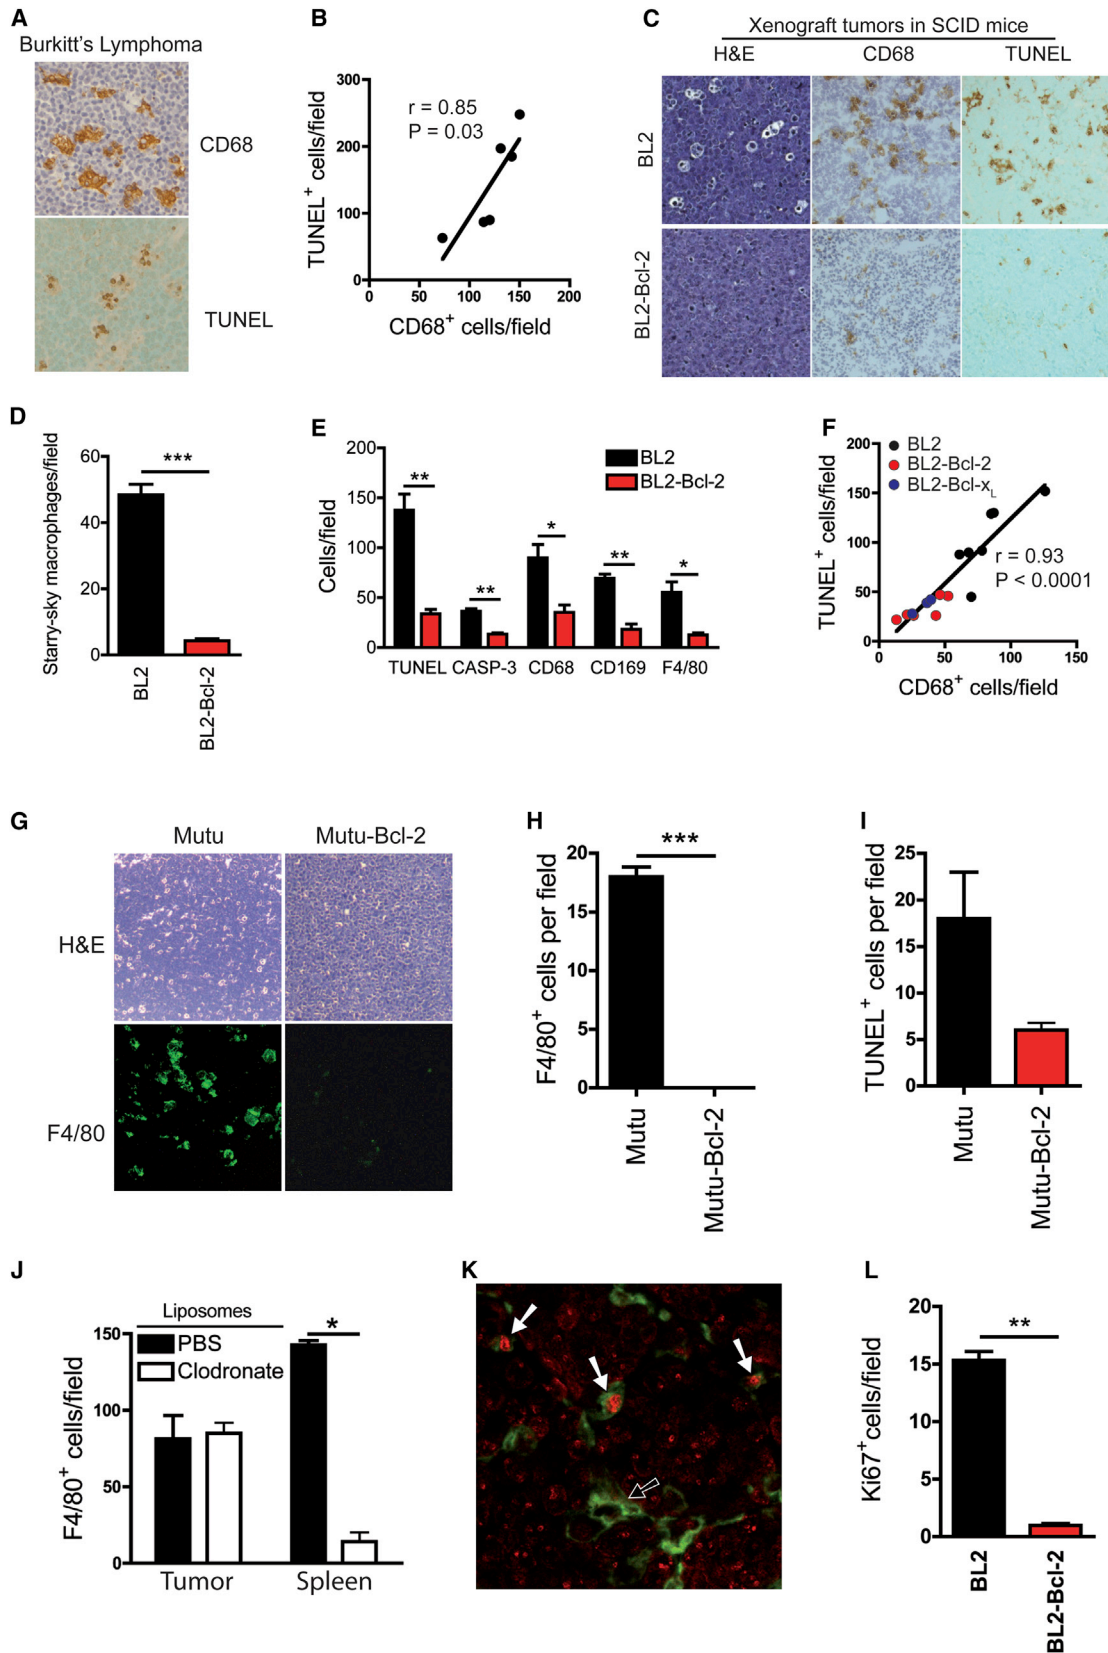 A
Burkitt's Lymphoma
CD68
TUNEL
B
300
200
100
0
0 50 100 150 200
r = 0.85
P = 0.03
TUNEL+ cells/field
CD68+ cells/field
C
Xenograft tumors in SCID mice
H&E CD68 TUNEL
BL2
BL2-Bcl-2
D
Starry-sky macrophages/field
60
40
20
0
***
BL2
BL2-Bcl-2
E
Cells/field
200
150
100
50
0
BL2
BL2-Bcl-2
** ** * ** *
TUNEL CASP-3 CD68 CD169 F4/80
F
TUNEL+ cells/field
200
150
100
50
0
BL2
BL2-Bcl-2
BL2-Bcl-xL
r = 0.93
P < 0.0001
0 50 100 150
CD68+ cells/field
G
Mutu Mutu-Bcl-2
H&E
F4/80
H
F4/80+ cells per field
20
15
10
5
0
***
Mutu
Mutu-Bcl-2
I
TUNEL+ cells per field
25
20
15
10
5
0
Mutu
Mutu-Bcl-2
J
Liposomes
PBS
Clodronate
F4/80+ cells/field
150
100
50
0
*
Tumor Spleen
K
L
Ki67+cells/field
20
15
10
5
0
**
BL2
BL2-Bcl-2